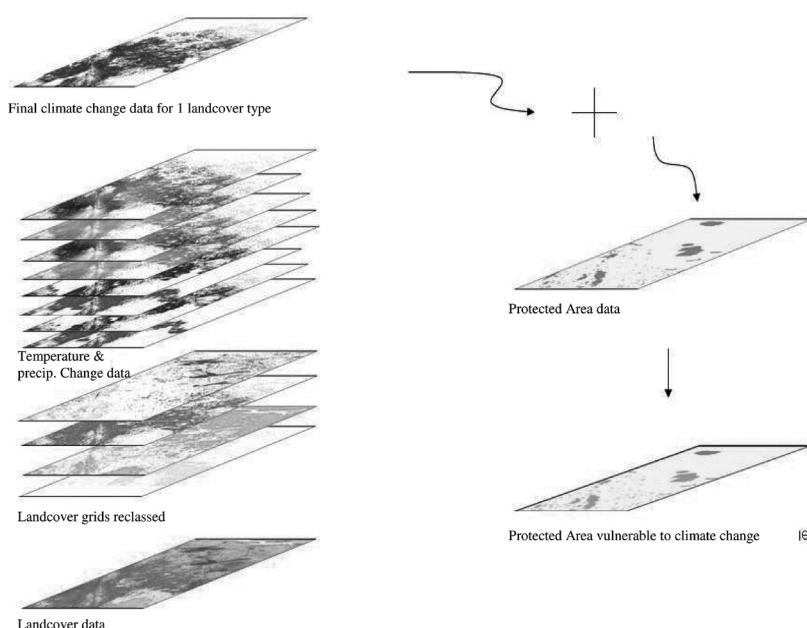 Final climate change data for 1 landcover type
Temperature &
precip. Change data
Landcover grids reclassed
Landcover data
Protected Area data
Protected Area vulnerable to climate change